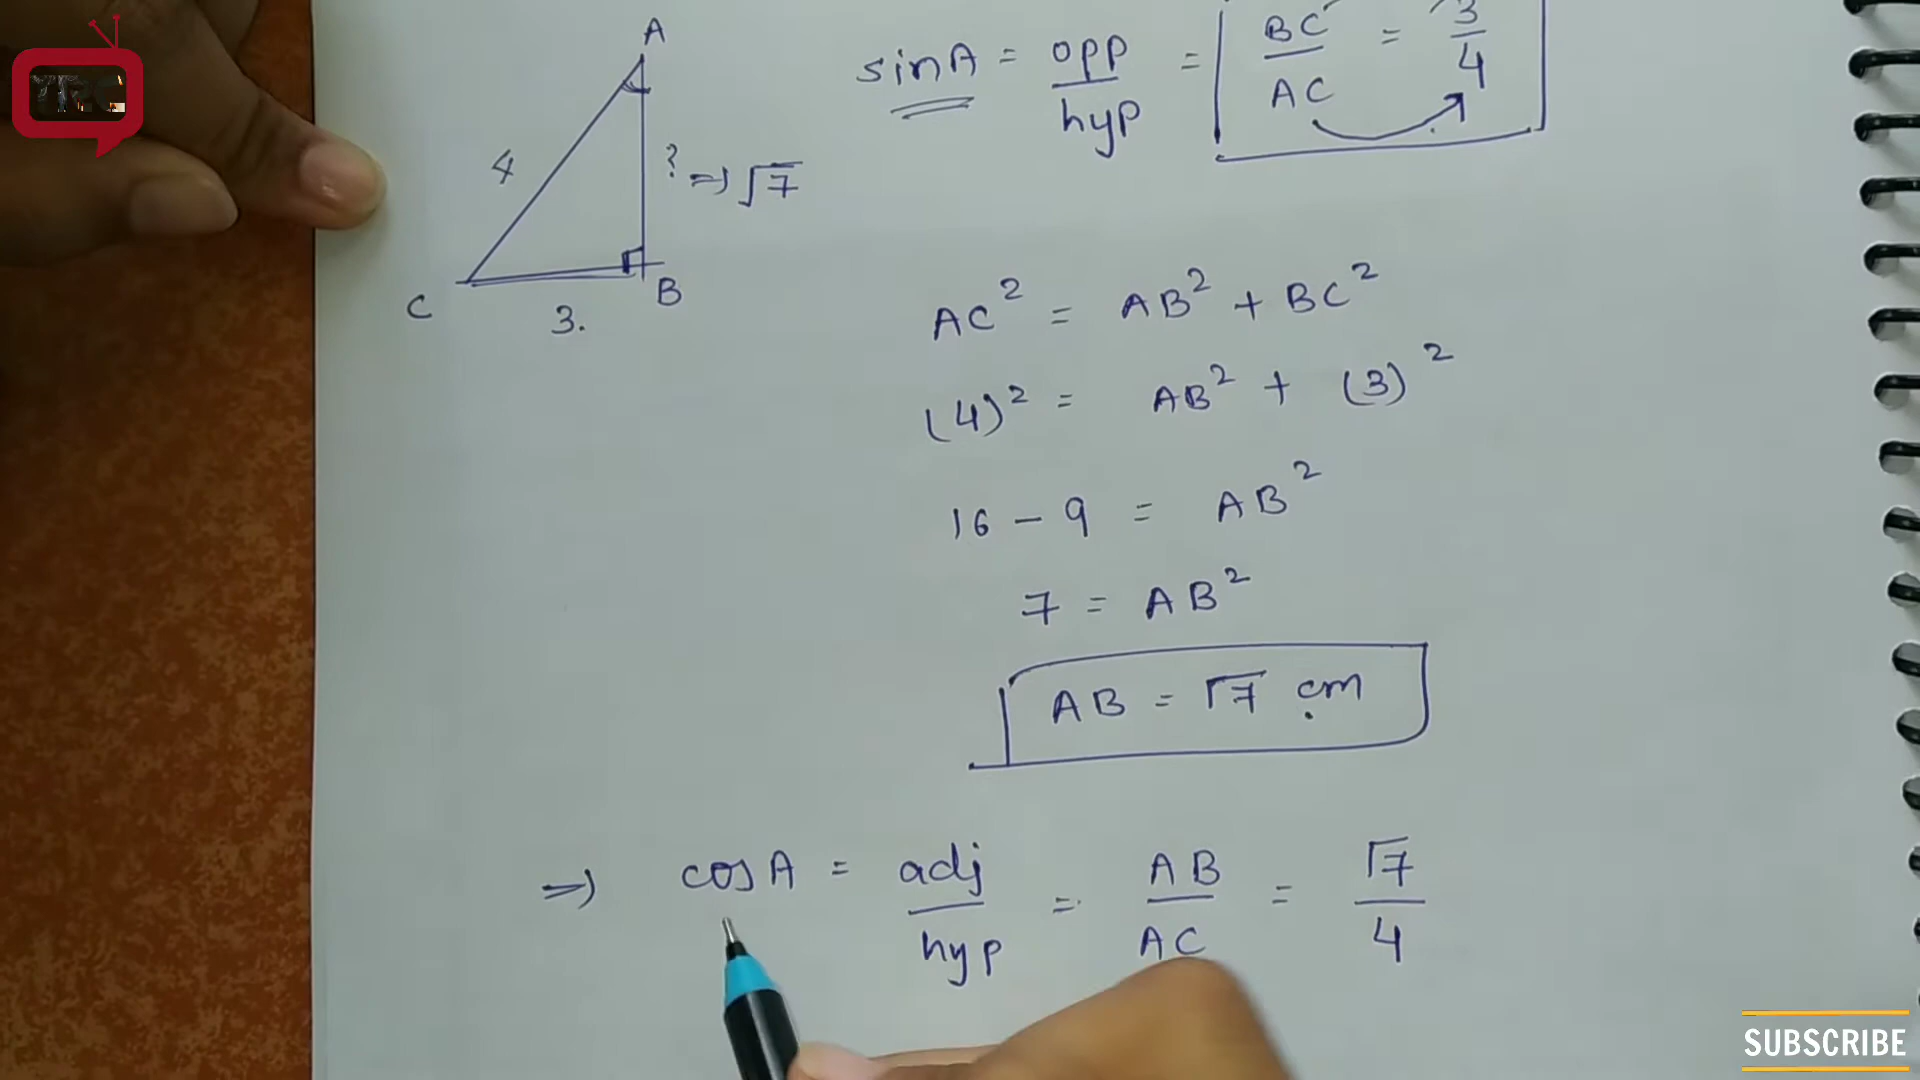 A
4
? ⇒ √7
C
B
3.
sinA = opp/hyp = BC/AC = 3/4
AC² = AB² + BC²
(4)² = AB² + (3)²
16 - 9 = AB²
7 = AB²
AB = √7 cm
⇒ cosA = adj/hyp = AB/AC = √7/4
SUBSCRIBE